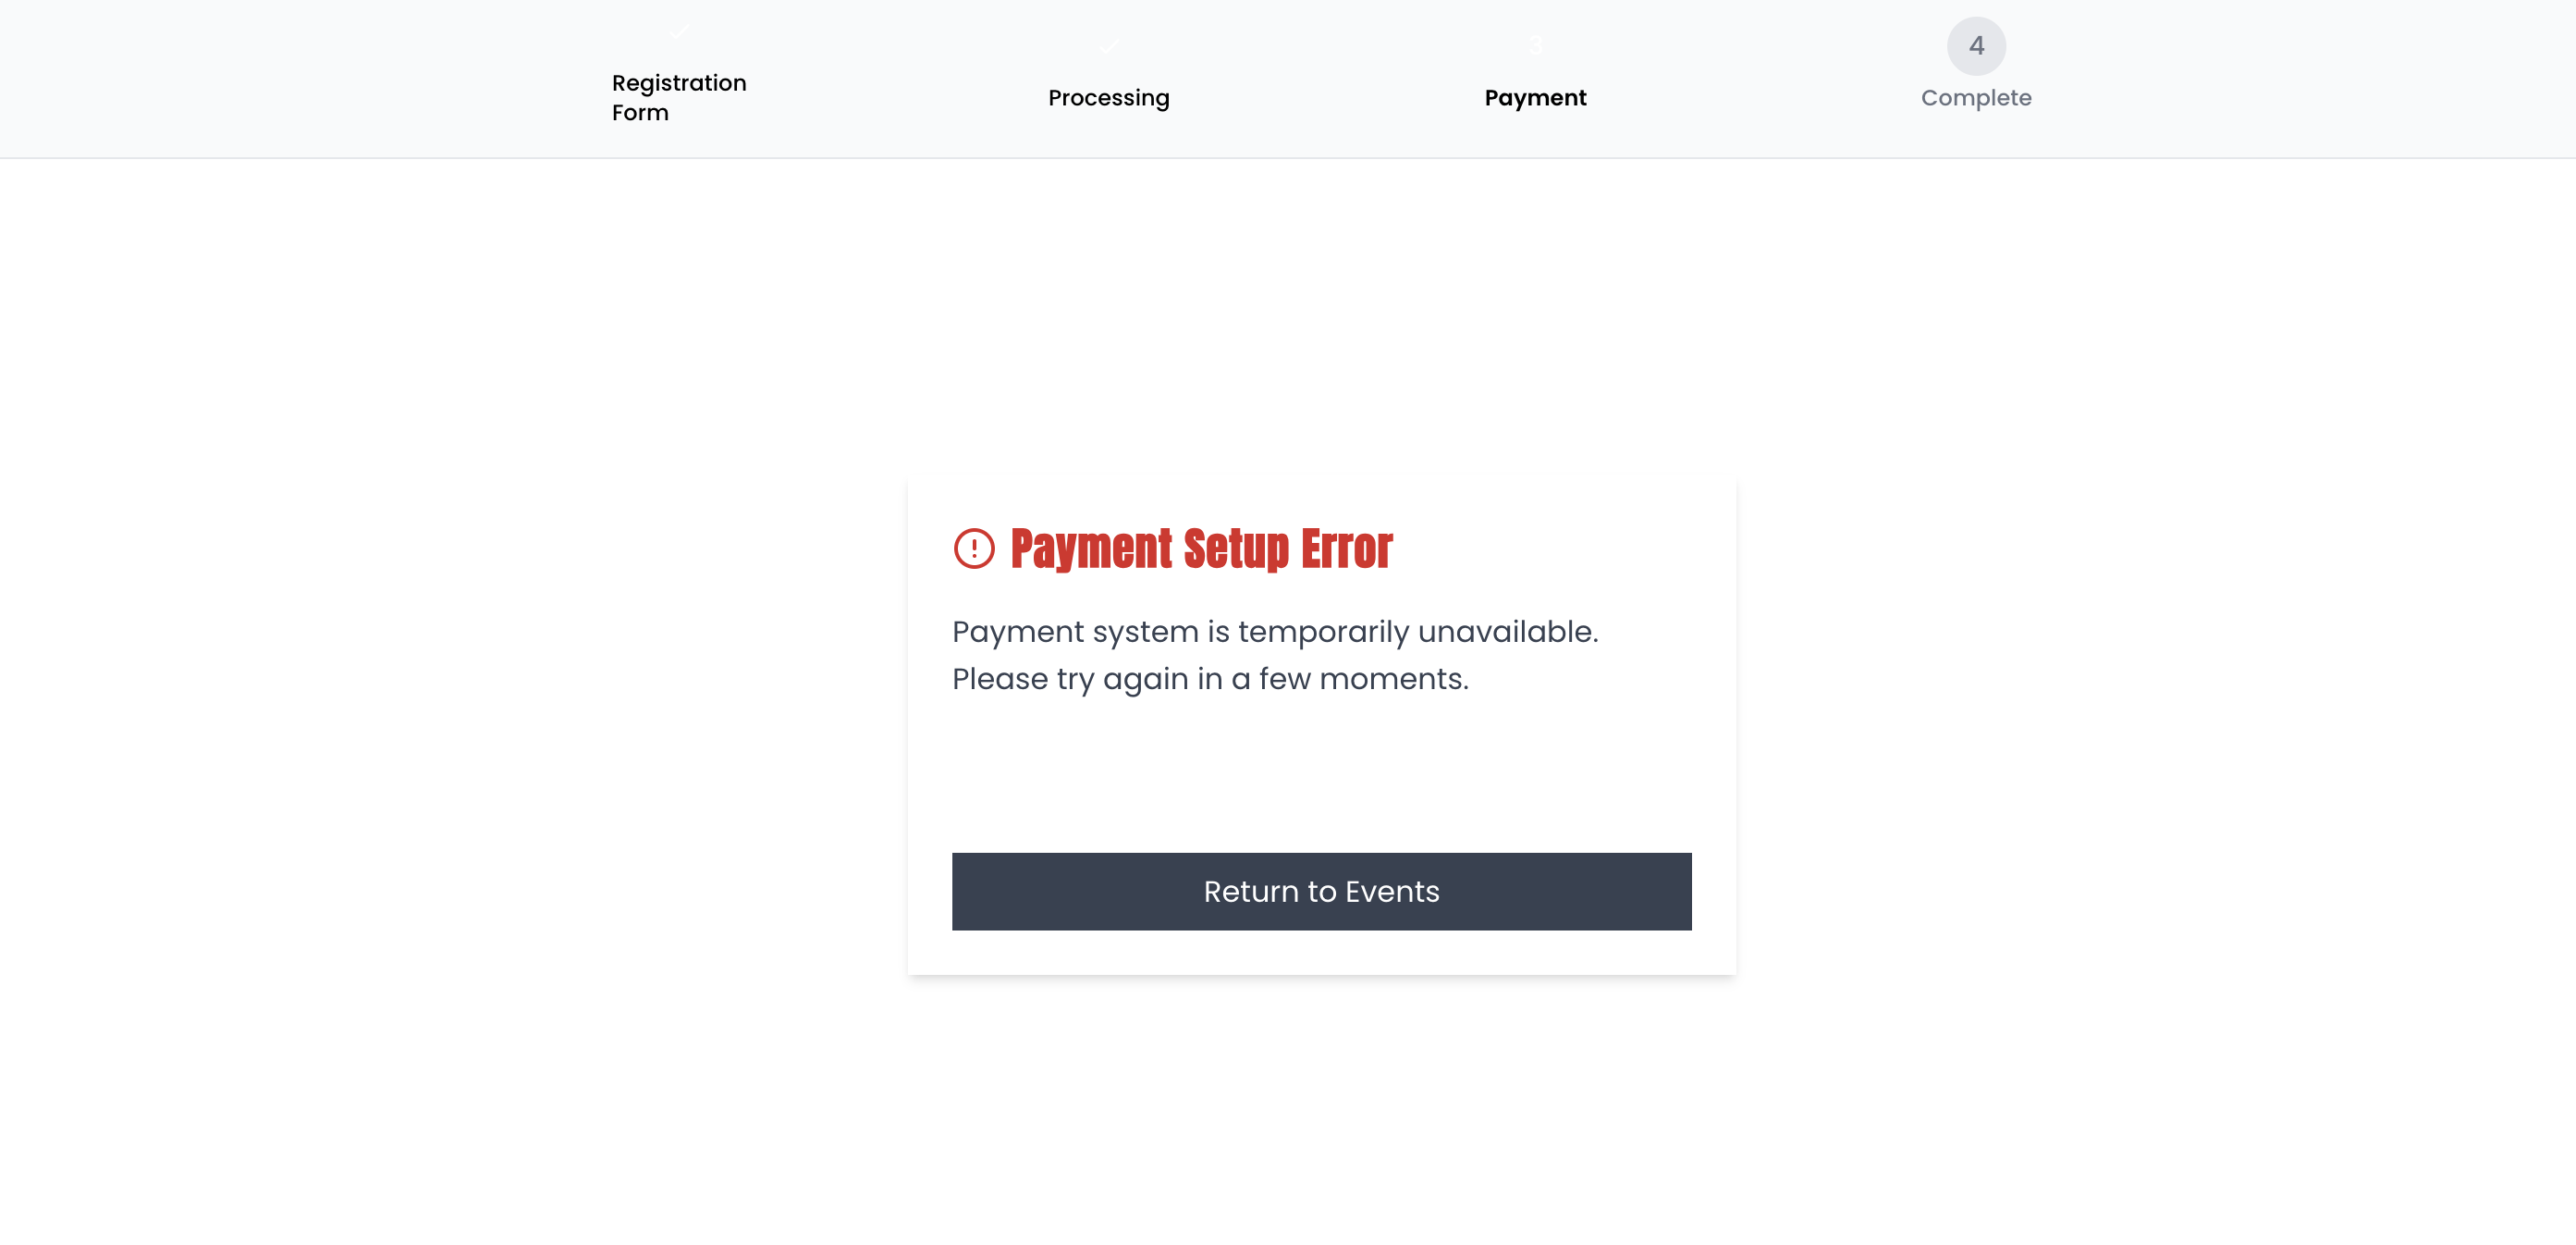 Registration
Form
Processing
3
Payment
4
Complete
Payment Setup Error
Payment system is temporarily unavailable.
Please try again in a few moments.
Return to Events